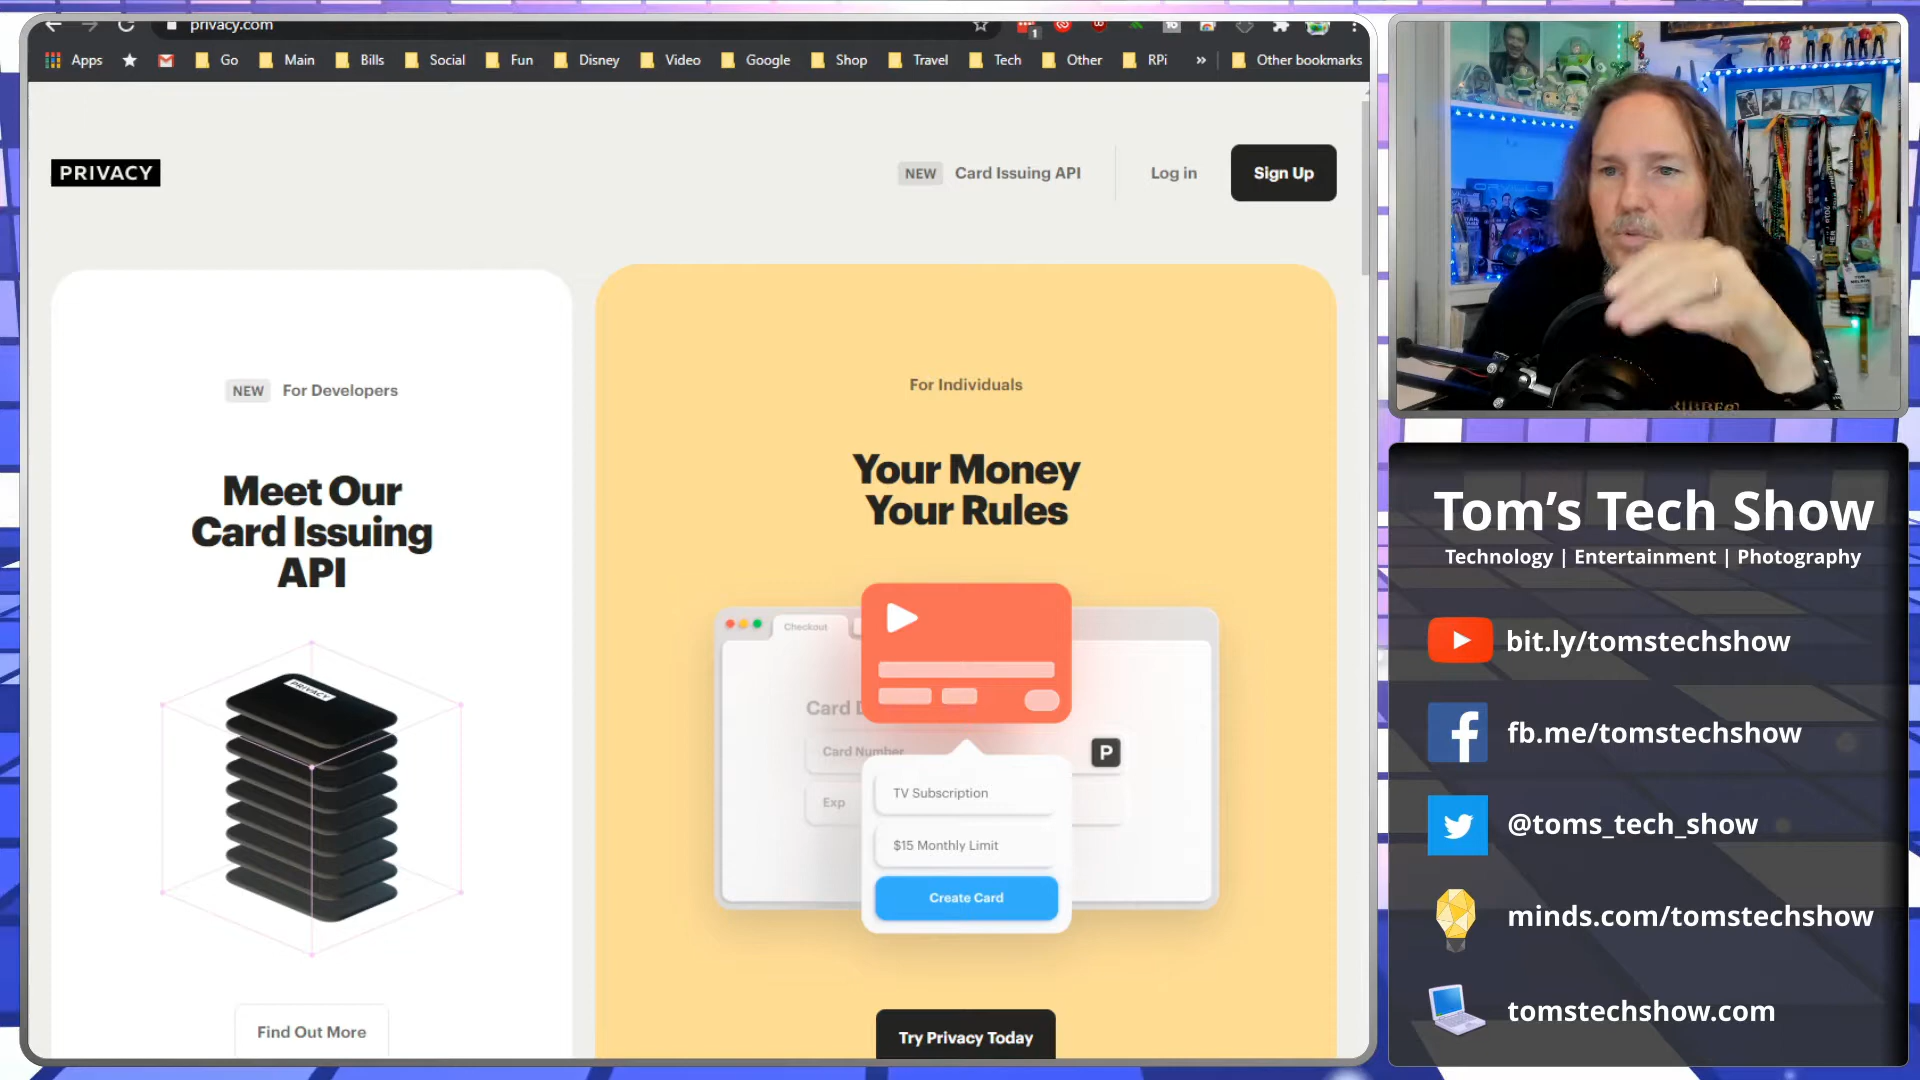 privacy.com
1
Apps Go Main Bills Social Fun Disney Video Google Shop Travel Tech Other RPi » Other bookmarks
PRIVACY
NEW Card Issuing API
Log in
Sign Up
NEW For Developers
Meet Our
Card Issuing
API
PRIVACY
Find Out More
For Individuals
Your Money
Your Rules
Checkout
Card
Card Number
P
Exp
TV Subscription
$15 Monthly Limit
Create Card
Try Privacy Today
Tom's Tech Show
Technology | Entertainment | Photography
bit.ly/tomstechshow
fb.me/tomstechshow
@toms_tech_show
minds.com/tomstechshow
tomstechshow.com